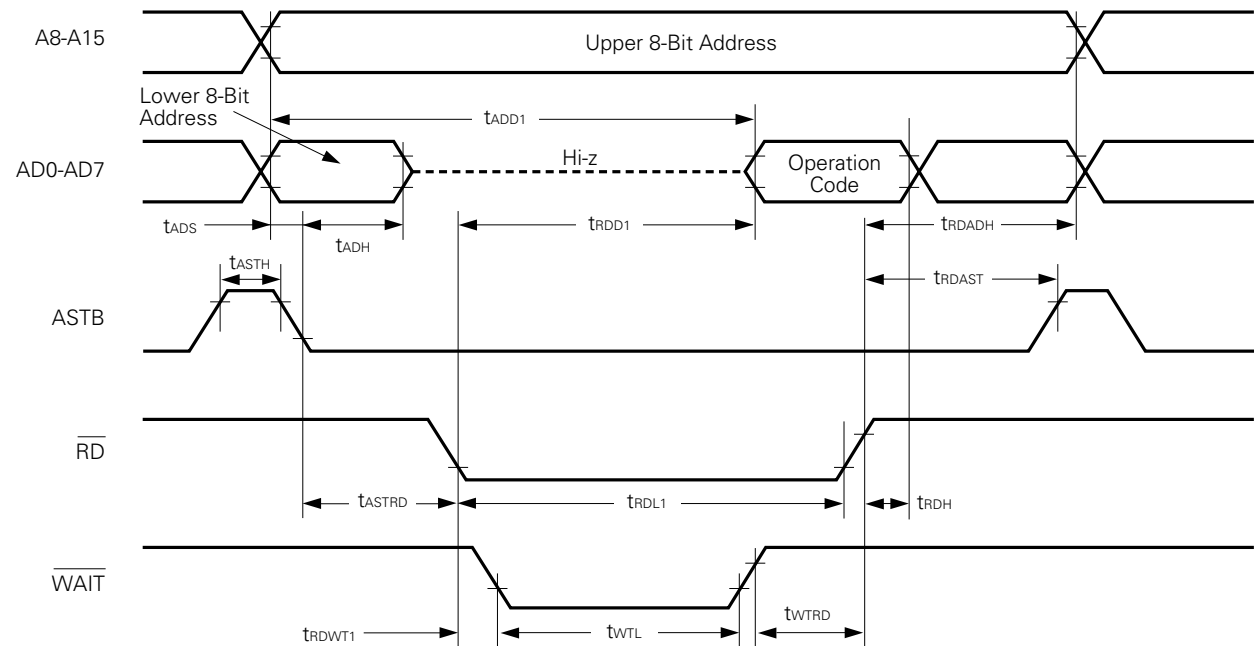 A8-A15
Upper 8-Bit Address
Lower 8-Bit
Address
tADD1
AD0-AD7
Hi-z
Operation
Code
tADS
tADH
tRDD1
tRDADH
tASTH
tRDAST
ASTB
RD
tASTRD
tRDL1
tRDH
WAIT
tRDWT1
tWTL
tWTRD